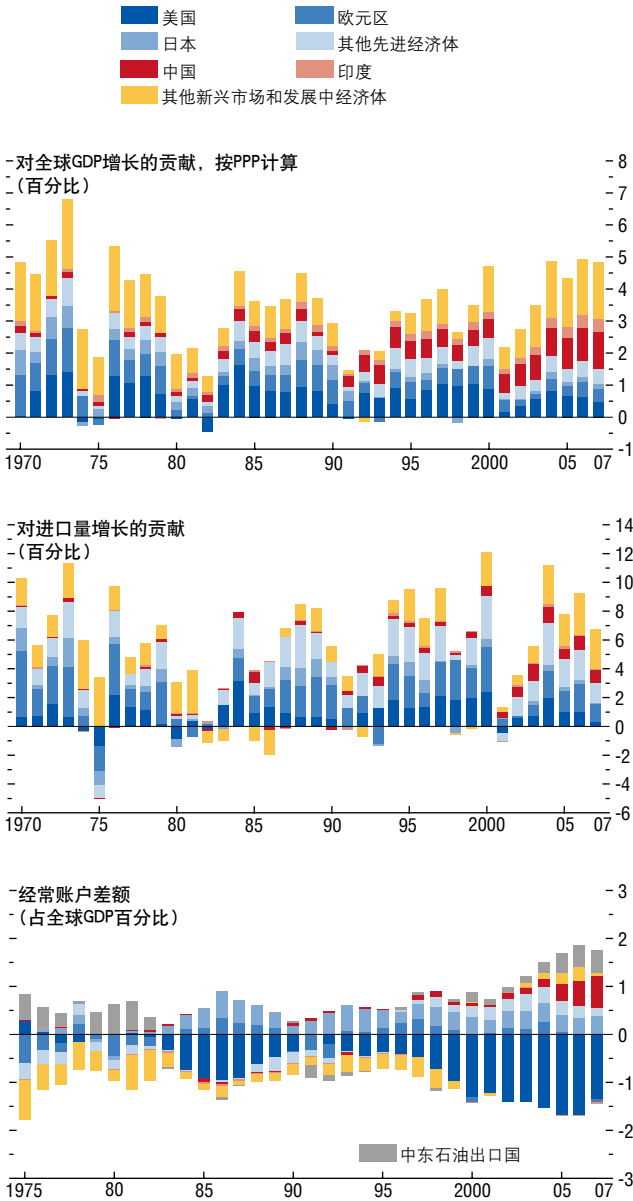 美国
欧元区
日本
其他先进经济体
中国
印度
其他新兴市场和发展中经济体
对全球GDP增长的贡献，按PPP计算
（百分比）
8
7
6
5
4
3
2
1
0
-1
1970 75 80 85 90 95 2000 05 07
对进口量增长的贡献
（百分比）
14
12
10
8
6
4
2
0
-2
-4
-6
1970 75 80 85 90 95 2000 05 07
经常账户差额
（占全球GDP百分比）
3
2
1
0
-1
-2
-3
中东石油出口国
1975 80 85 90 95 2000 07